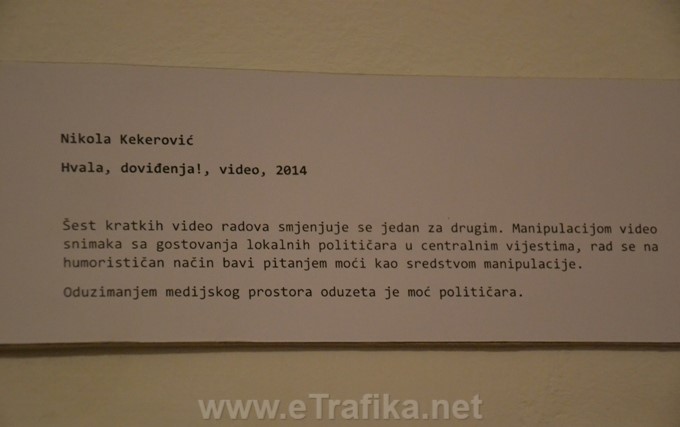 Nikola Kekerović
Hvala, doviđenja!, video, 2014
Šest kratkih video radova smjenjuje se jedan za drugim. Manipulacijom video
snimaka sa gostovanja lokalnih političara u centralnim vijestima, rad se na
humorističan način bavi pitanjem moći kao sredstvom manipulacije.
Oduzimanjem medijskog prostora oduzeta je moć političara.
www.eTrafika.net